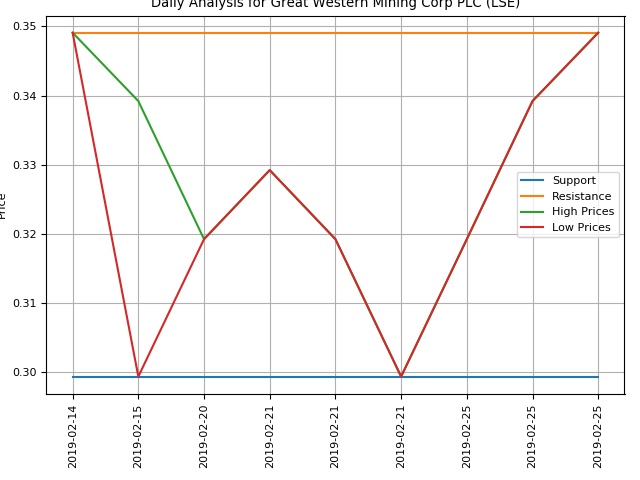 Daily Analysis for Great Western Mining Corp PLC (LSE)
0.35
0.34
0.33
0.32
0.31
0.30
Price
Support
Resistance
High Prices
Low Prices
2019-02-14
2019-02-15
2019-02-20
2019-02-21
2019-02-21
2019-02-21
2019-02-25
2019-02-25
2019-02-25